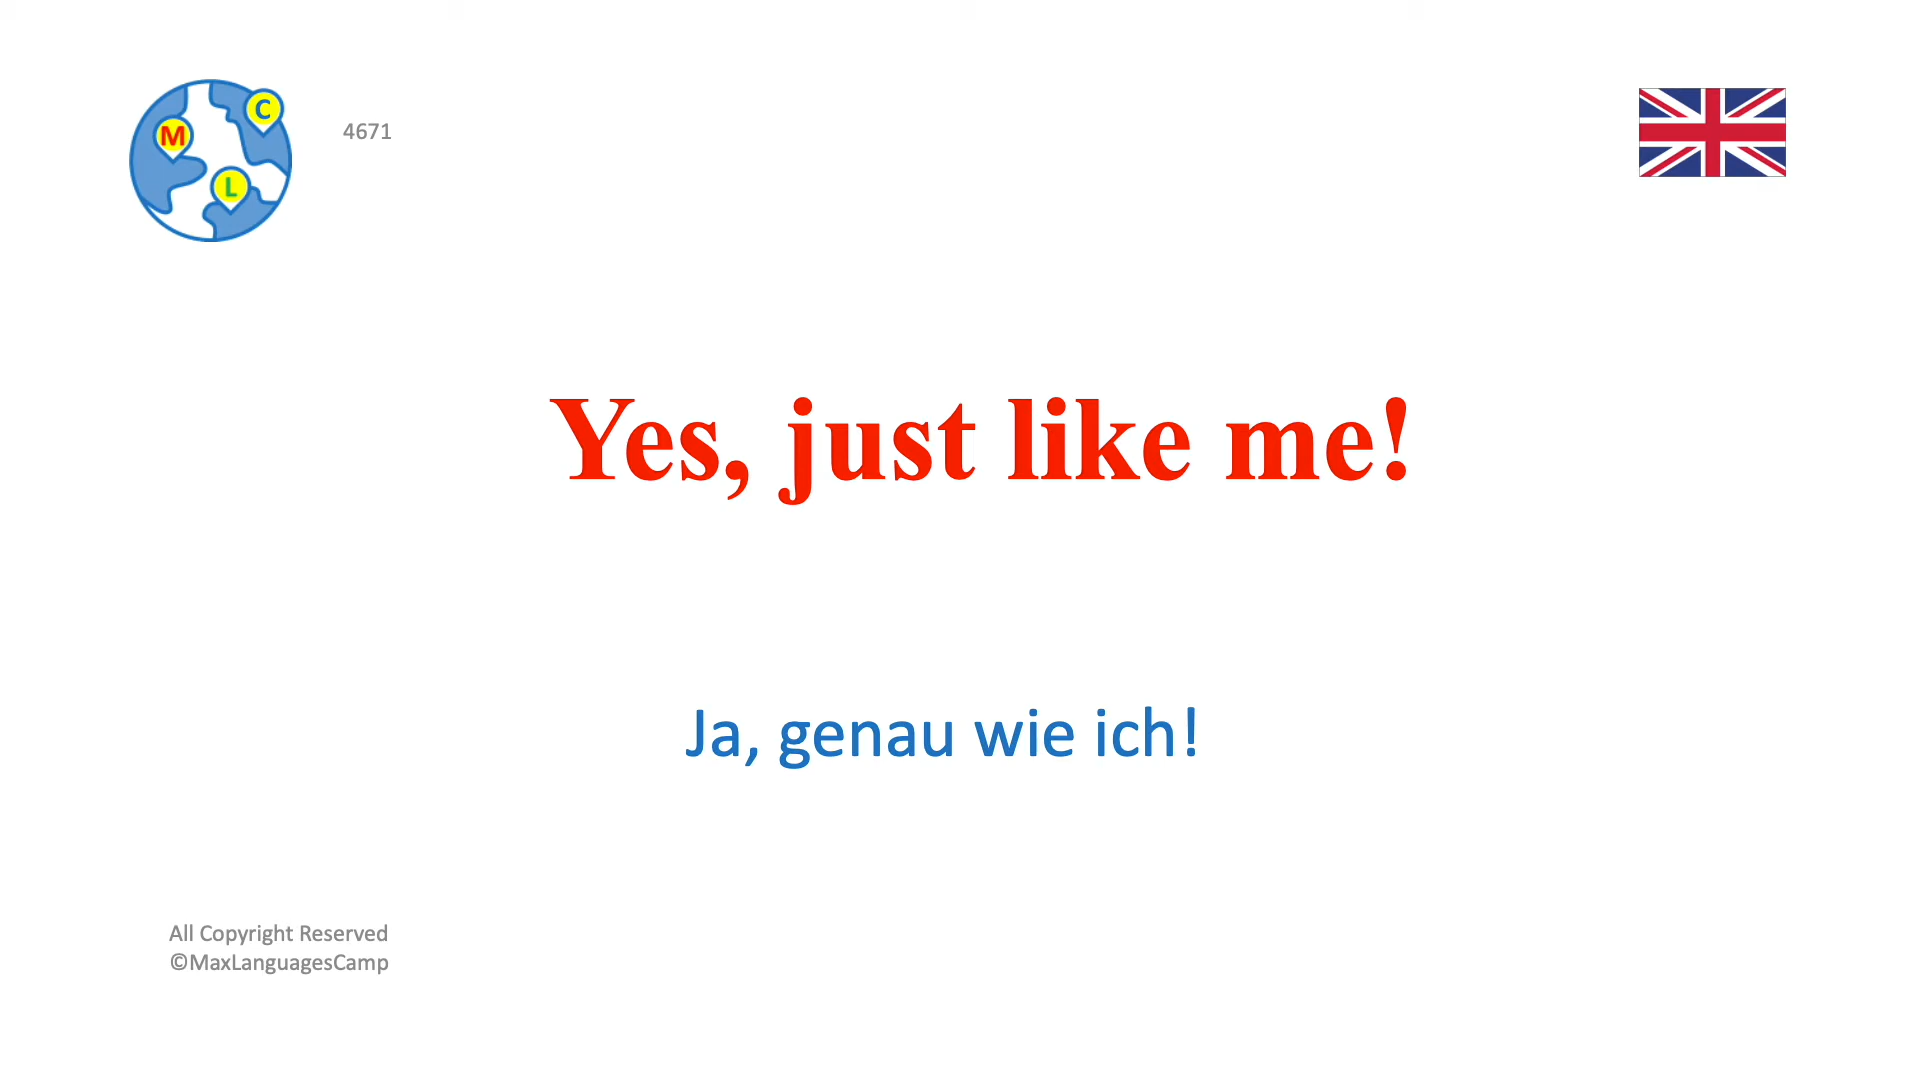 M
C
L
4671
Yes, just like me!
Ja, genau wie ich!
All Copyright Reserved
©MaxLanguagesCamp